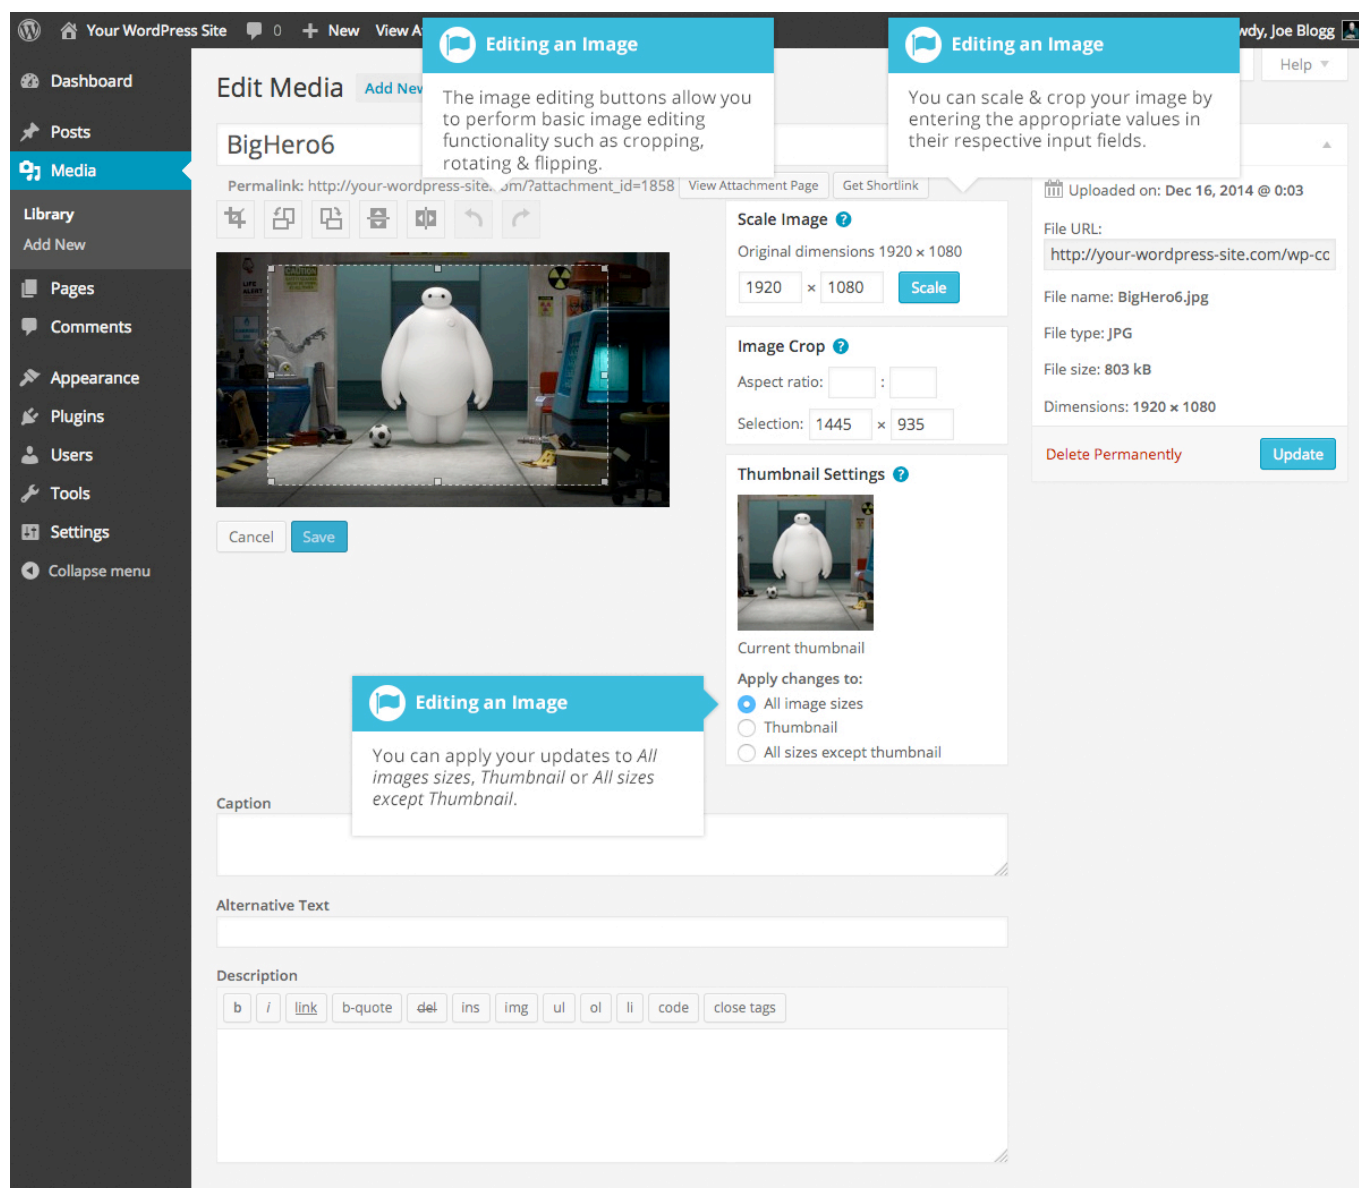 Your WordPress Site 0 + New View A
wdy, Joe Blogg
Help
Dashboard
Posts
Media
Library
Add New
Pages
Comments
Appearance
Plugins
Users
Tools
Settings
Collapse menu
Edit Media Add New
Editing an Image
The image editing buttons allow you
to perform basic image editing
functionality such as cropping,
rotating & flipping.
Editing an Image
You can scale & crop your image by
entering the appropriate values in
their respective input fields.
BigHero6
Permalink: http://your-wordpress-site. om/?attachment_id=1858 View Attachment Page Get Shortlink
CAUTION
LIFE
ALERT
Cancel Save
Scale Image ?
Original dimensions 1920 × 1080
1920 × 1080 Scale
Image Crop ?
Aspect ratio: :
Selection: 1445 × 935
Thumbnail Settings ?
Current thumbnail
Apply changes to:
All image sizes
Thumbnail
All sizes except thumbnail
Uploaded on: Dec 16, 2014 @ 0:03
File URL:
http://your-wordpress-site.com/wp-cc
File name: BigHero6.jpg
File type: JPG
File size: 803 kB
Dimensions: 1920 × 1080
Delete Permanently Update
Editing an Image
You can apply your updates to All
images sizes, Thumbnail or All sizes
except Thumbnail.
Caption
Alternative Text
Description
b i link b-quote del ins img ul ol li code close tags